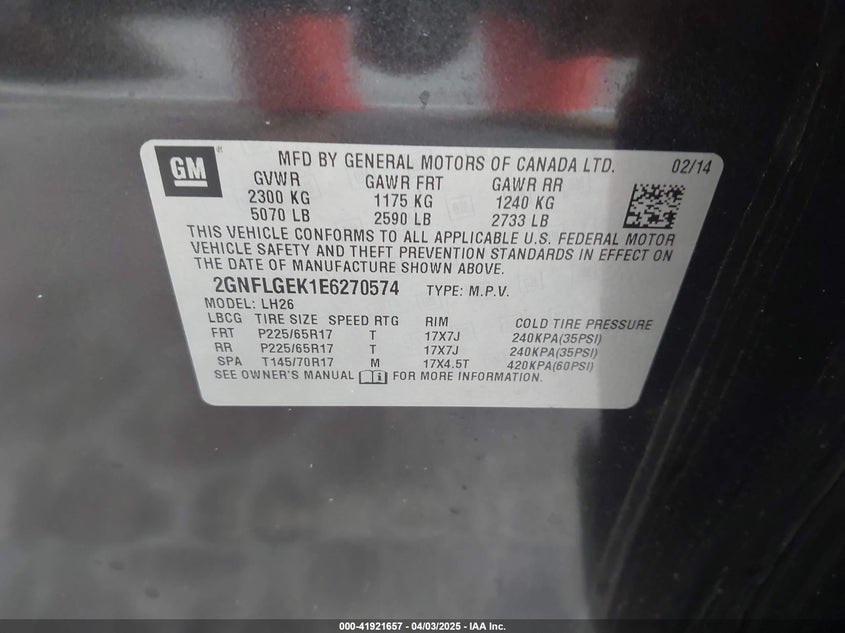 GM
MFD BY GENERAL MOTORS OF CANADA LTD. 02/14
GVWR GAWR FRT GAWR RR
2300 KG 1175 KG 1240 KG
5070 LB 2590 LB 2733 LB
THIS VEHICLE CONFORMS TO ALL APPLICABLE U.S. FEDERAL MOTOR
VEHICLE SAFETY AND THEFT PREVENTION STANDARDS IN EFFECT ON
THE DATE OF MANUFACTURE SHOWN ABOVE.
2GNFLGEK1E6270574 TYPE: M.P.V.
MODEL: LH26
LBCG TIRE SIZE SPEED RTG RIM COLD TIRE PRESSURE
FRT P225/65R17 T 17X7J 240KPA(35PSI)
RR P225/65R17 T 17X7J 240KPA(35PSI)
SPA T145/70R17 M 17X4.5T 420KPA(60PSI)
SEE OWNER'S MANUAL FOR MORE INFORMATION.
000-41921657 - 04/03/2025 - IAA Inc.